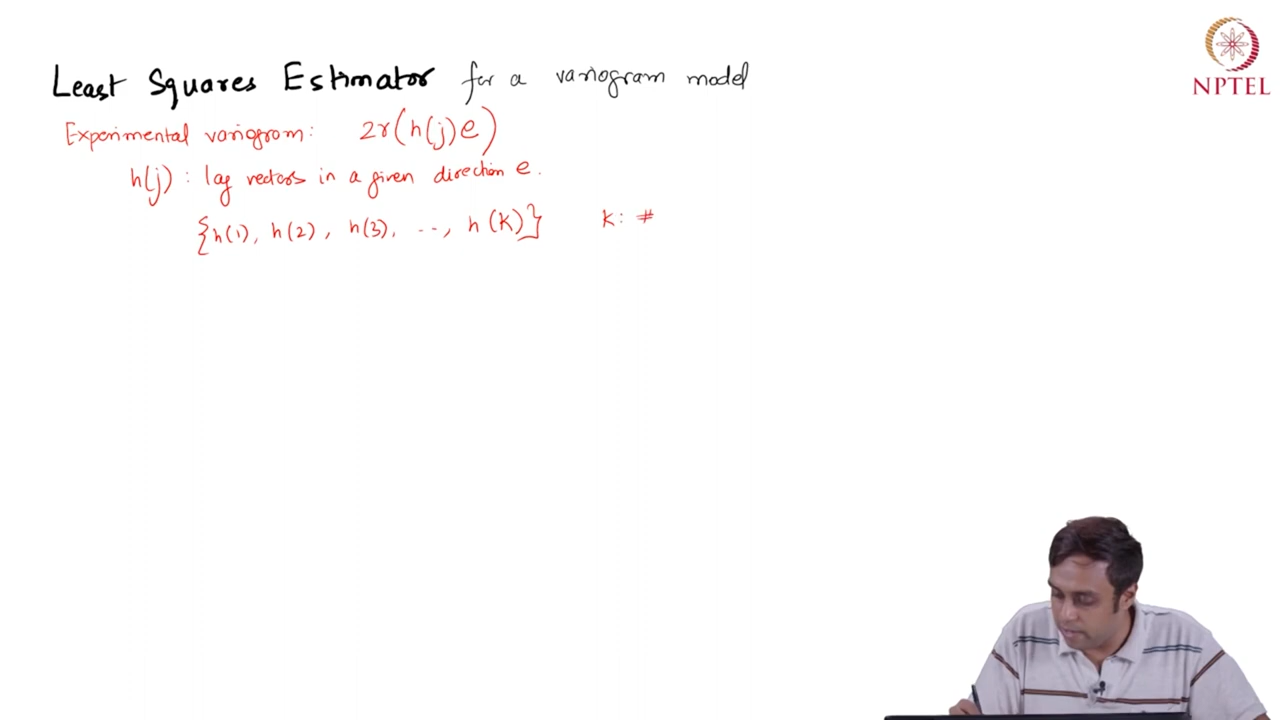 Least Squares Estimator for a variogram model
NPTEL
Experimental variogram: 2γ(h(j)e)
h(j): lag vectors in a given direction e.
{h(1), h(2), h(3), ..., h(K)} K: #